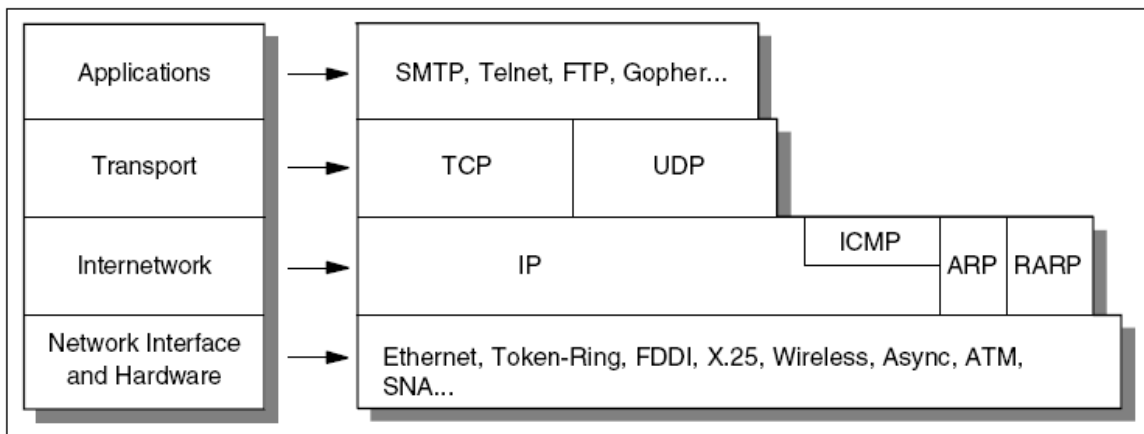 Applications
SMTP, Telnet, FTP, Gopher...
Transport
TCP
UDP
Internetwork
IP
ICMP
ARP
RARP
Network Interface
and Hardware
Ethernet, Token-Ring, FDDI, X.25, Wireless, Async, ATM,
SNA...